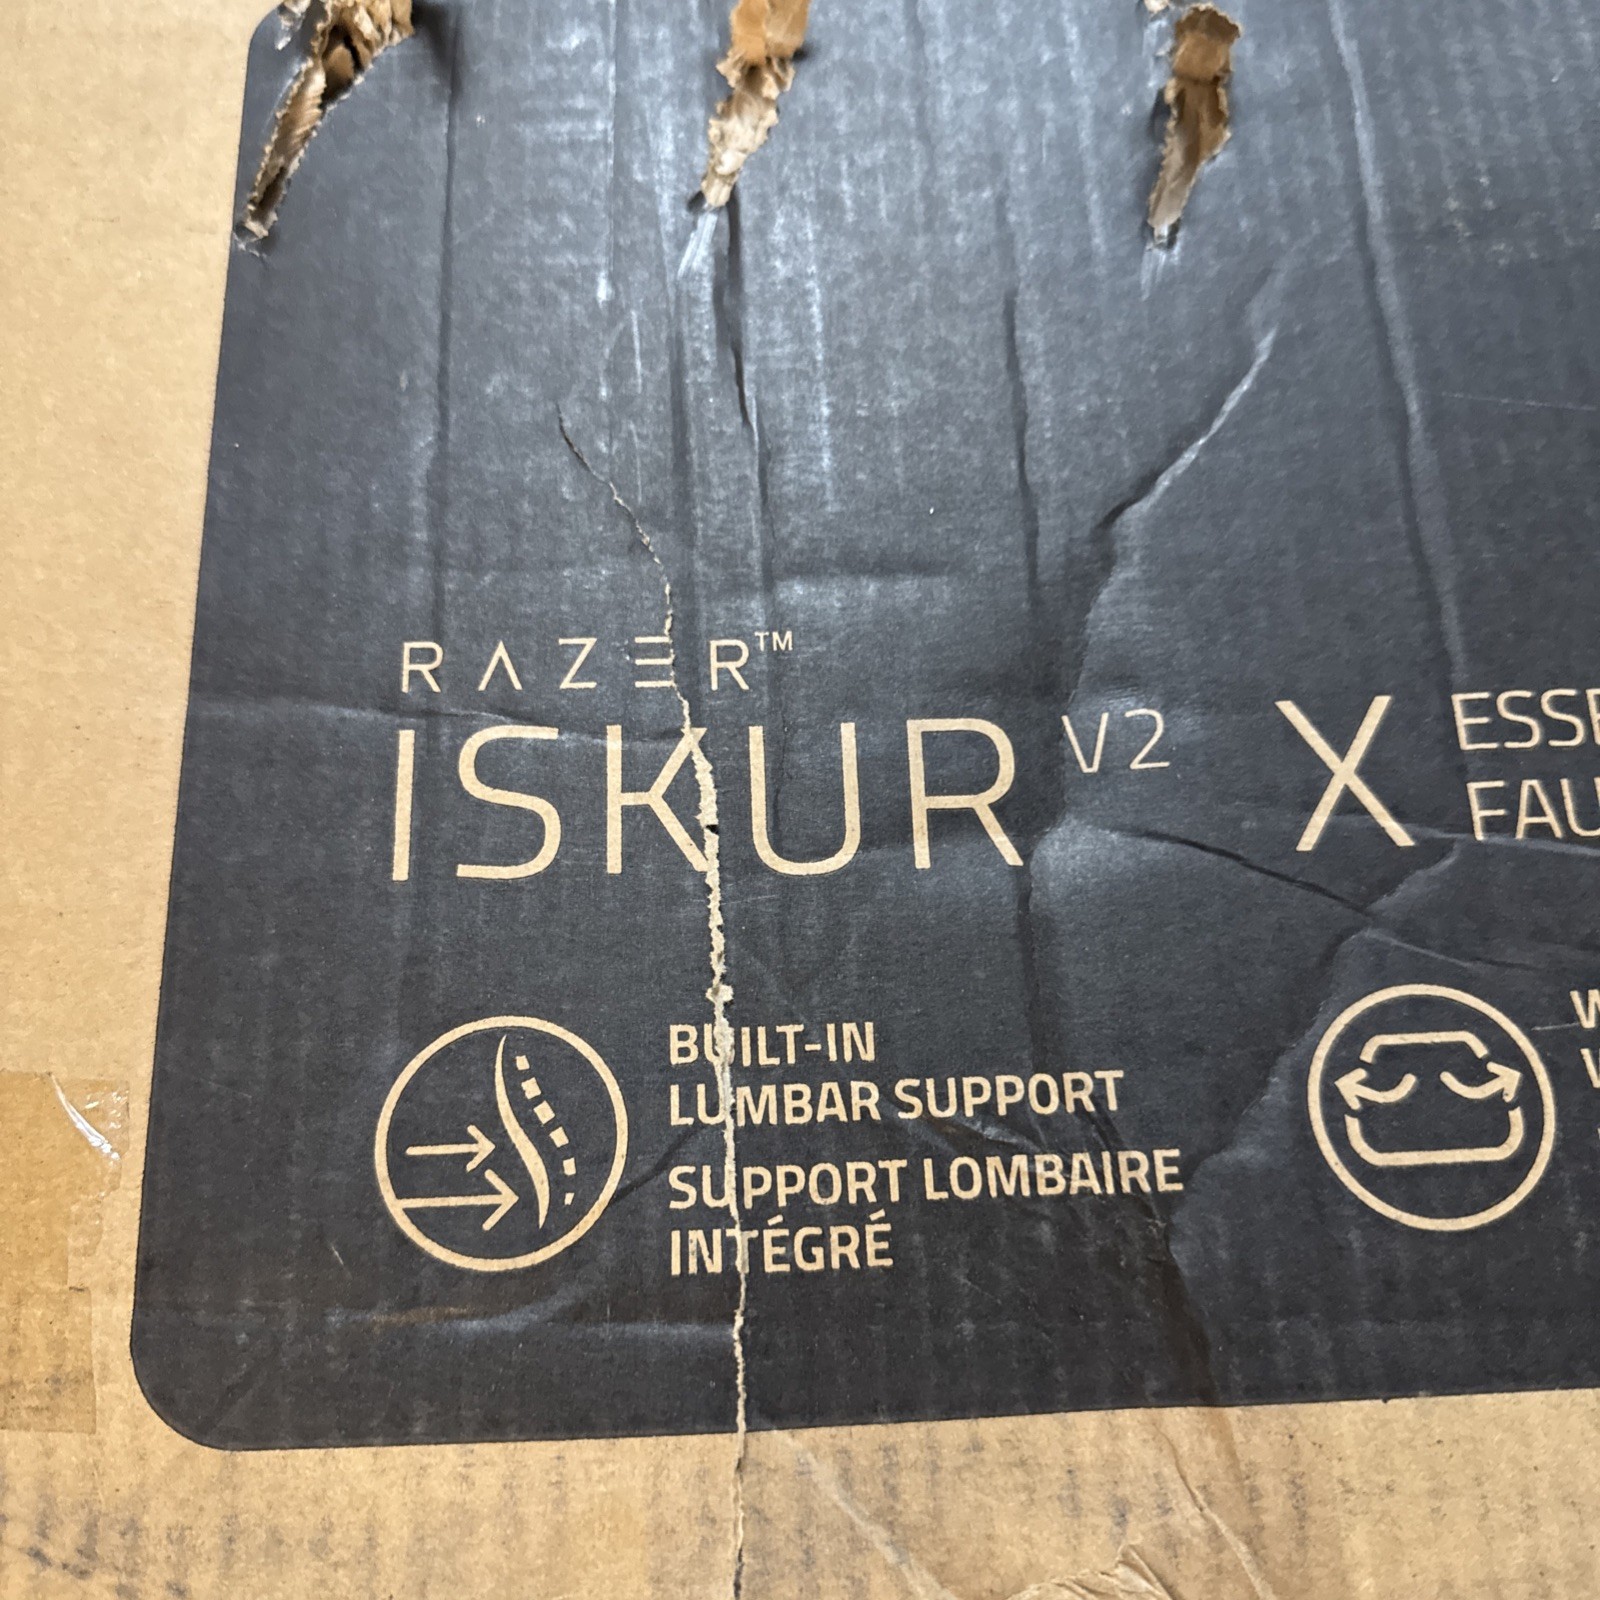 RAZER™
ISKUR V2 X
BUILT-IN
LUMBAR SUPPORT
SUPPORT LOMBAIRE
INTÉGRÉ